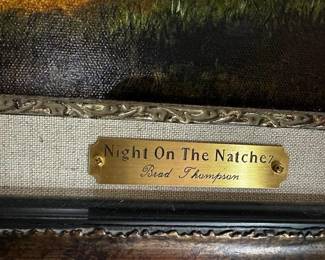 Night On The Natchez
Brad Thompson